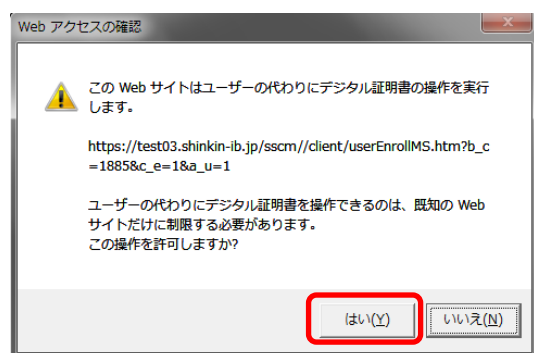 Web アクセスの確認
この Web サイトはユーザーの代わりにデジタル証明書の操作を実行
します。
https://test03.shinkin-ib.jp/sscm//client/userEnrollMS.htm?b_c
=1885&c_e=1&a_u=1
ユーザーの代わりにデジタル証明書を操作できるのは、既知の Web
サイトだけに制限する必要があります。
この操作を許可しますか?
はい(Y) いいえ(N)